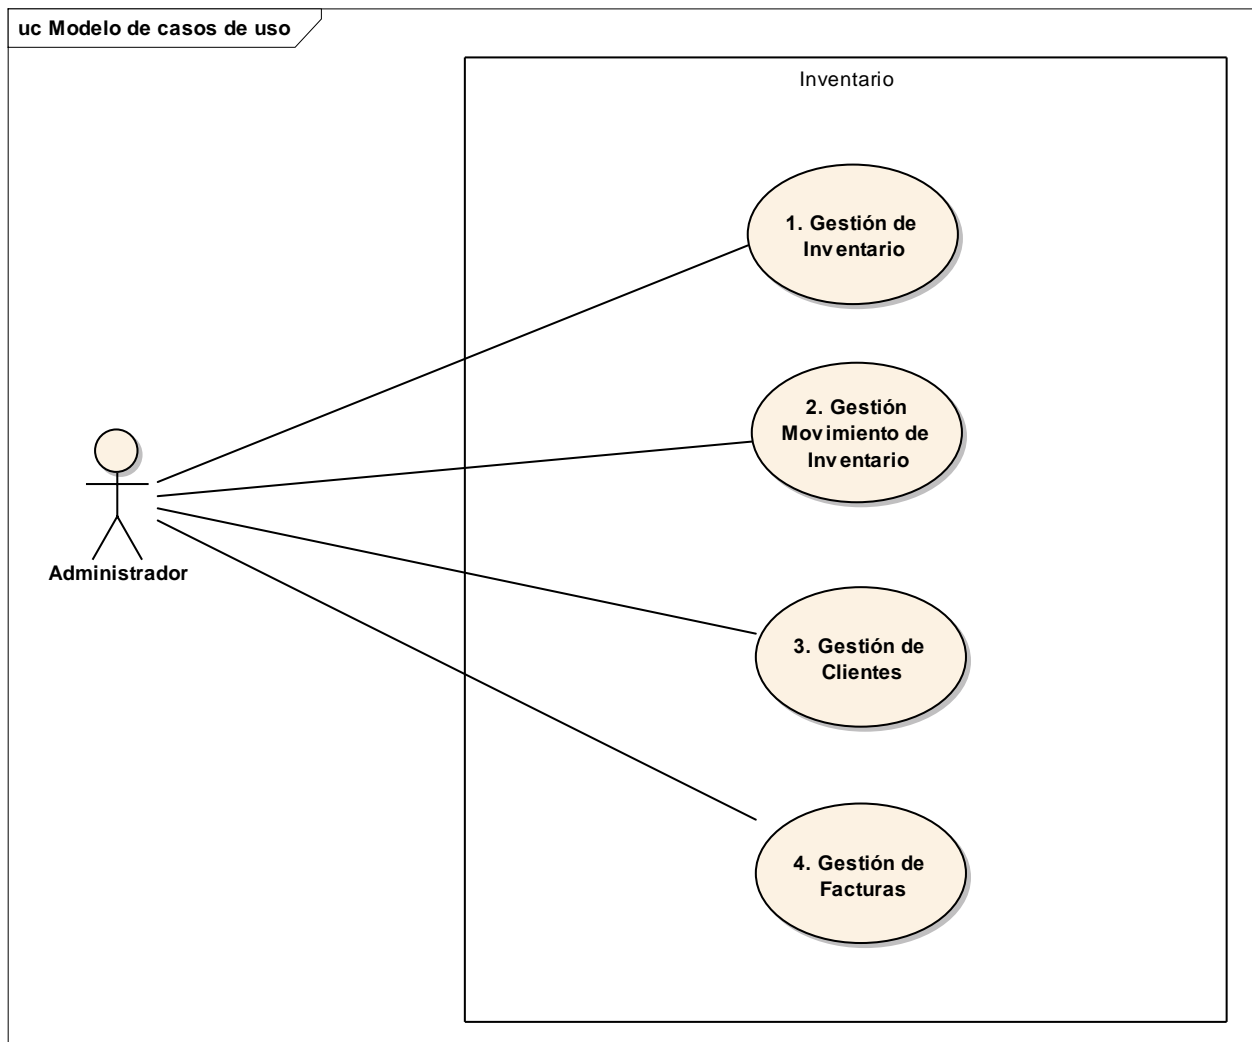 uc Modelo de casos de uso
Inventario
1. Gestión de
Inventario
2. Gestión
Movimiento de
Inventario
Administrador
3. Gestión de
Clientes
4. Gestión de
Facturas